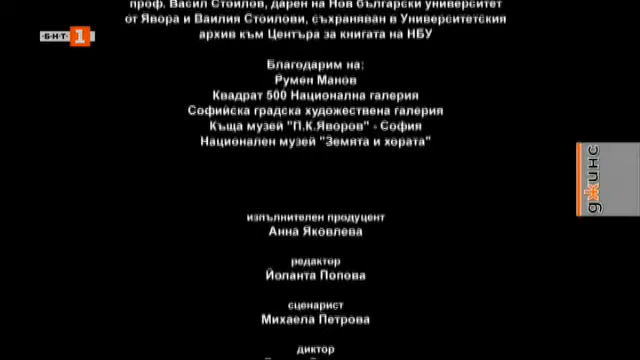 проф. Васил Стоилов, дарен на Нов български университет
от Явора и Ваилия Стоилови, съхраняван в Университетския
архив към Центъра за книгата на НБУ
Благодарим на:
Румен Манов
Квадрат 500 Национална галерия
Софийска градска художествена галерия
Къща музей "П.К.Яворов" - София
Национален музей "Земята и хората"
изпълнителен продуцент
Анна Яковлева
редактор
Йоланта Попова
сценарист
Михаела Петрова
диктор
БНТ 1
джинс